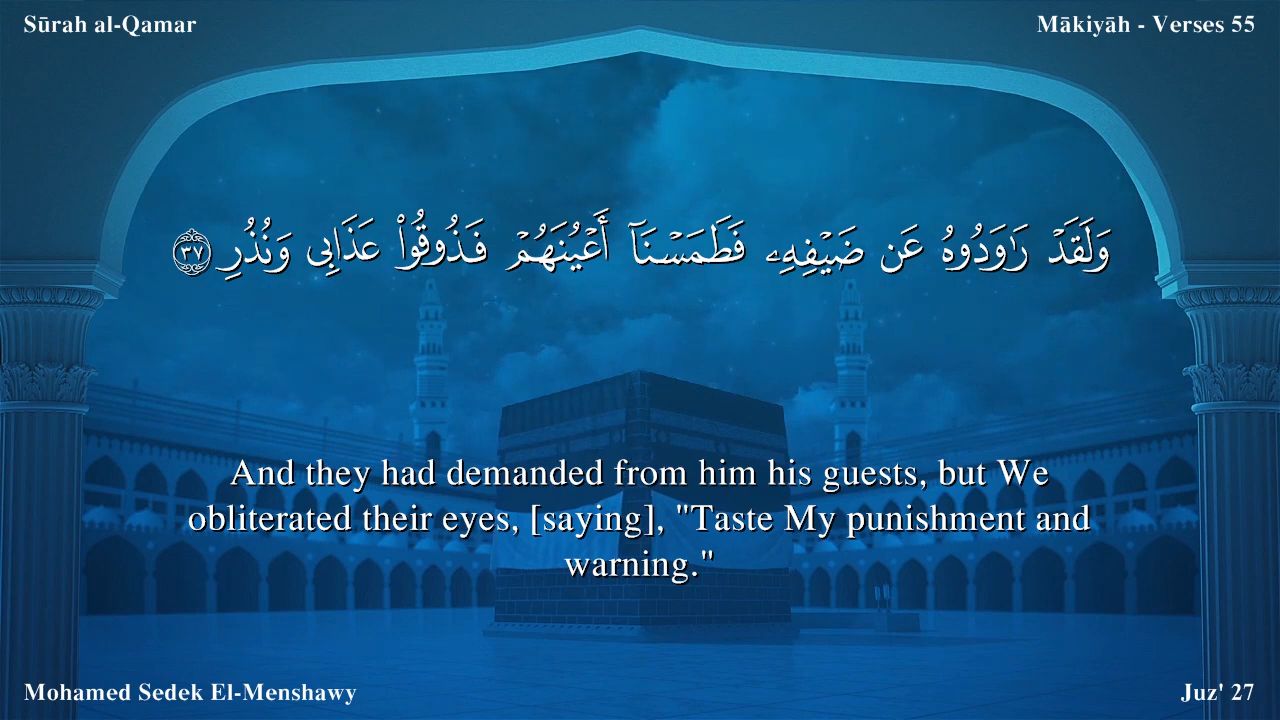 Sūrah al-Qamar
Mākiyāh - Verses 55
وَلَقَدْ رَٰوَدُوهُ عَن ضَيْفِهِۦ فَطَمَسْنَآ أَعْيُنَهُمْ فَذُوقُوا۟ عَذَابِى وَنُذُرِ ٣٧
And they had demanded from him his guests, but We
obliterated their eyes, [saying], "Taste My punishment and
warning."
Mohamed Sedek El-Menshawy
Juz' 27